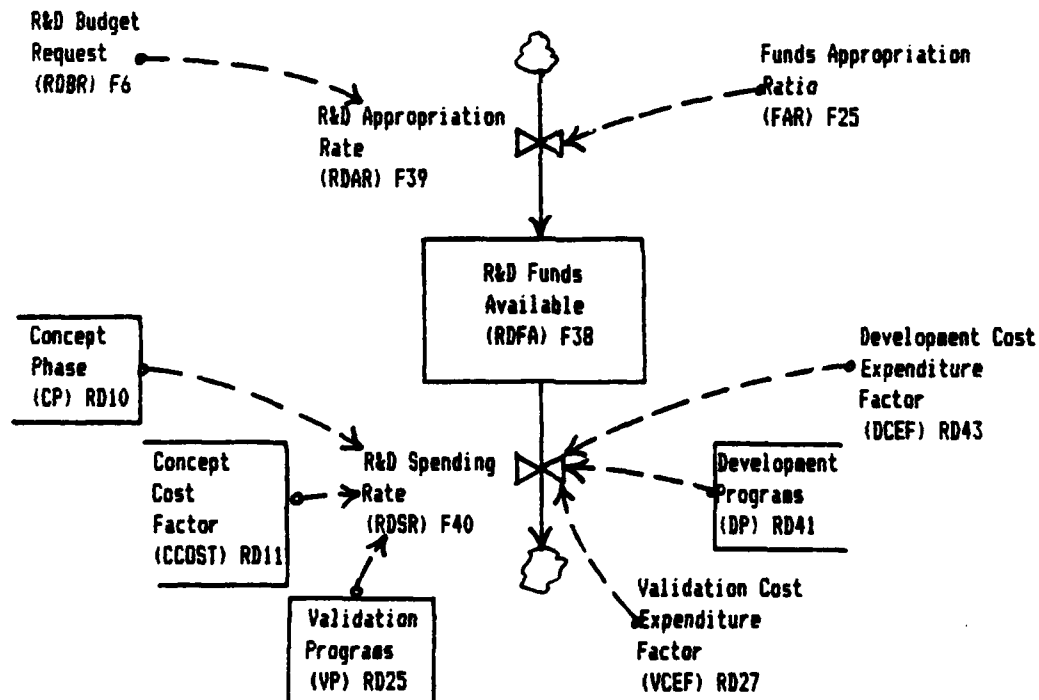 R&D Budget
Request
(RDBR) F6
Funds Appropriation
Ratio
(FAR) F25
R&D Appropriation
Rate
(RDAR) F39
R&D Funds
Available
(RDFA) F38
Concept
Phase
(CP) RD10
Development Cost
Expenditure
Factor
(DCEF) RD43
Concept
Cost
Factor
(CCOST) RD11
R&D Spending
Rate
(RDSR) F40
Development
Programs
(DP) RD41
Validation
Programs
(VP) RD25
Validation Cost
Expenditure
Factor
(VCEF) RD27